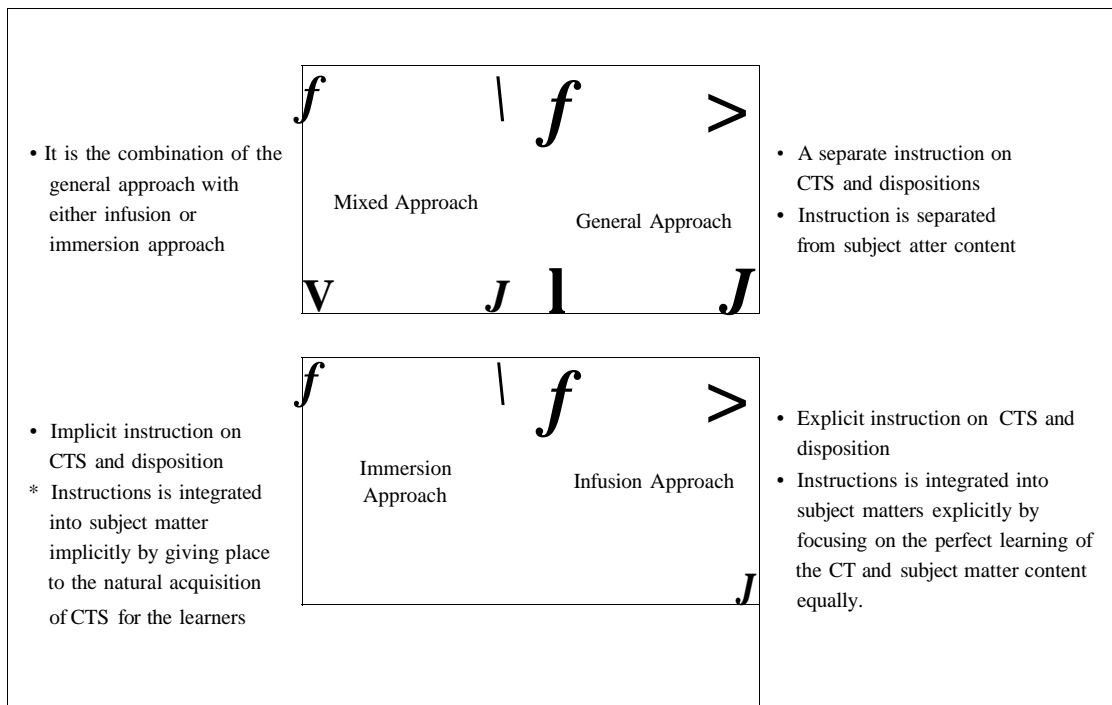 f \ f >
• It is the combination of the
general approach with
either infusion or
immersion approach
Mixed Approach
General Approach
• A separate instruction on
CTS and dispositions
• Instruction is separated
from subject atter content
V J l J
f \ f >
• Implicit instruction on
CTS and disposition
* Instructions is integrated
into subject matter
implicitly by giving place
to the natural acquisition
of CTS for the learners
Immersion
Approach
Infusion Approach
• Explicit instruction on CTS and
disposition
• Instructions is integrated into
subject matters explicitly by
focusing on the perfect learning of
the CT and subject matter content
equally.
J